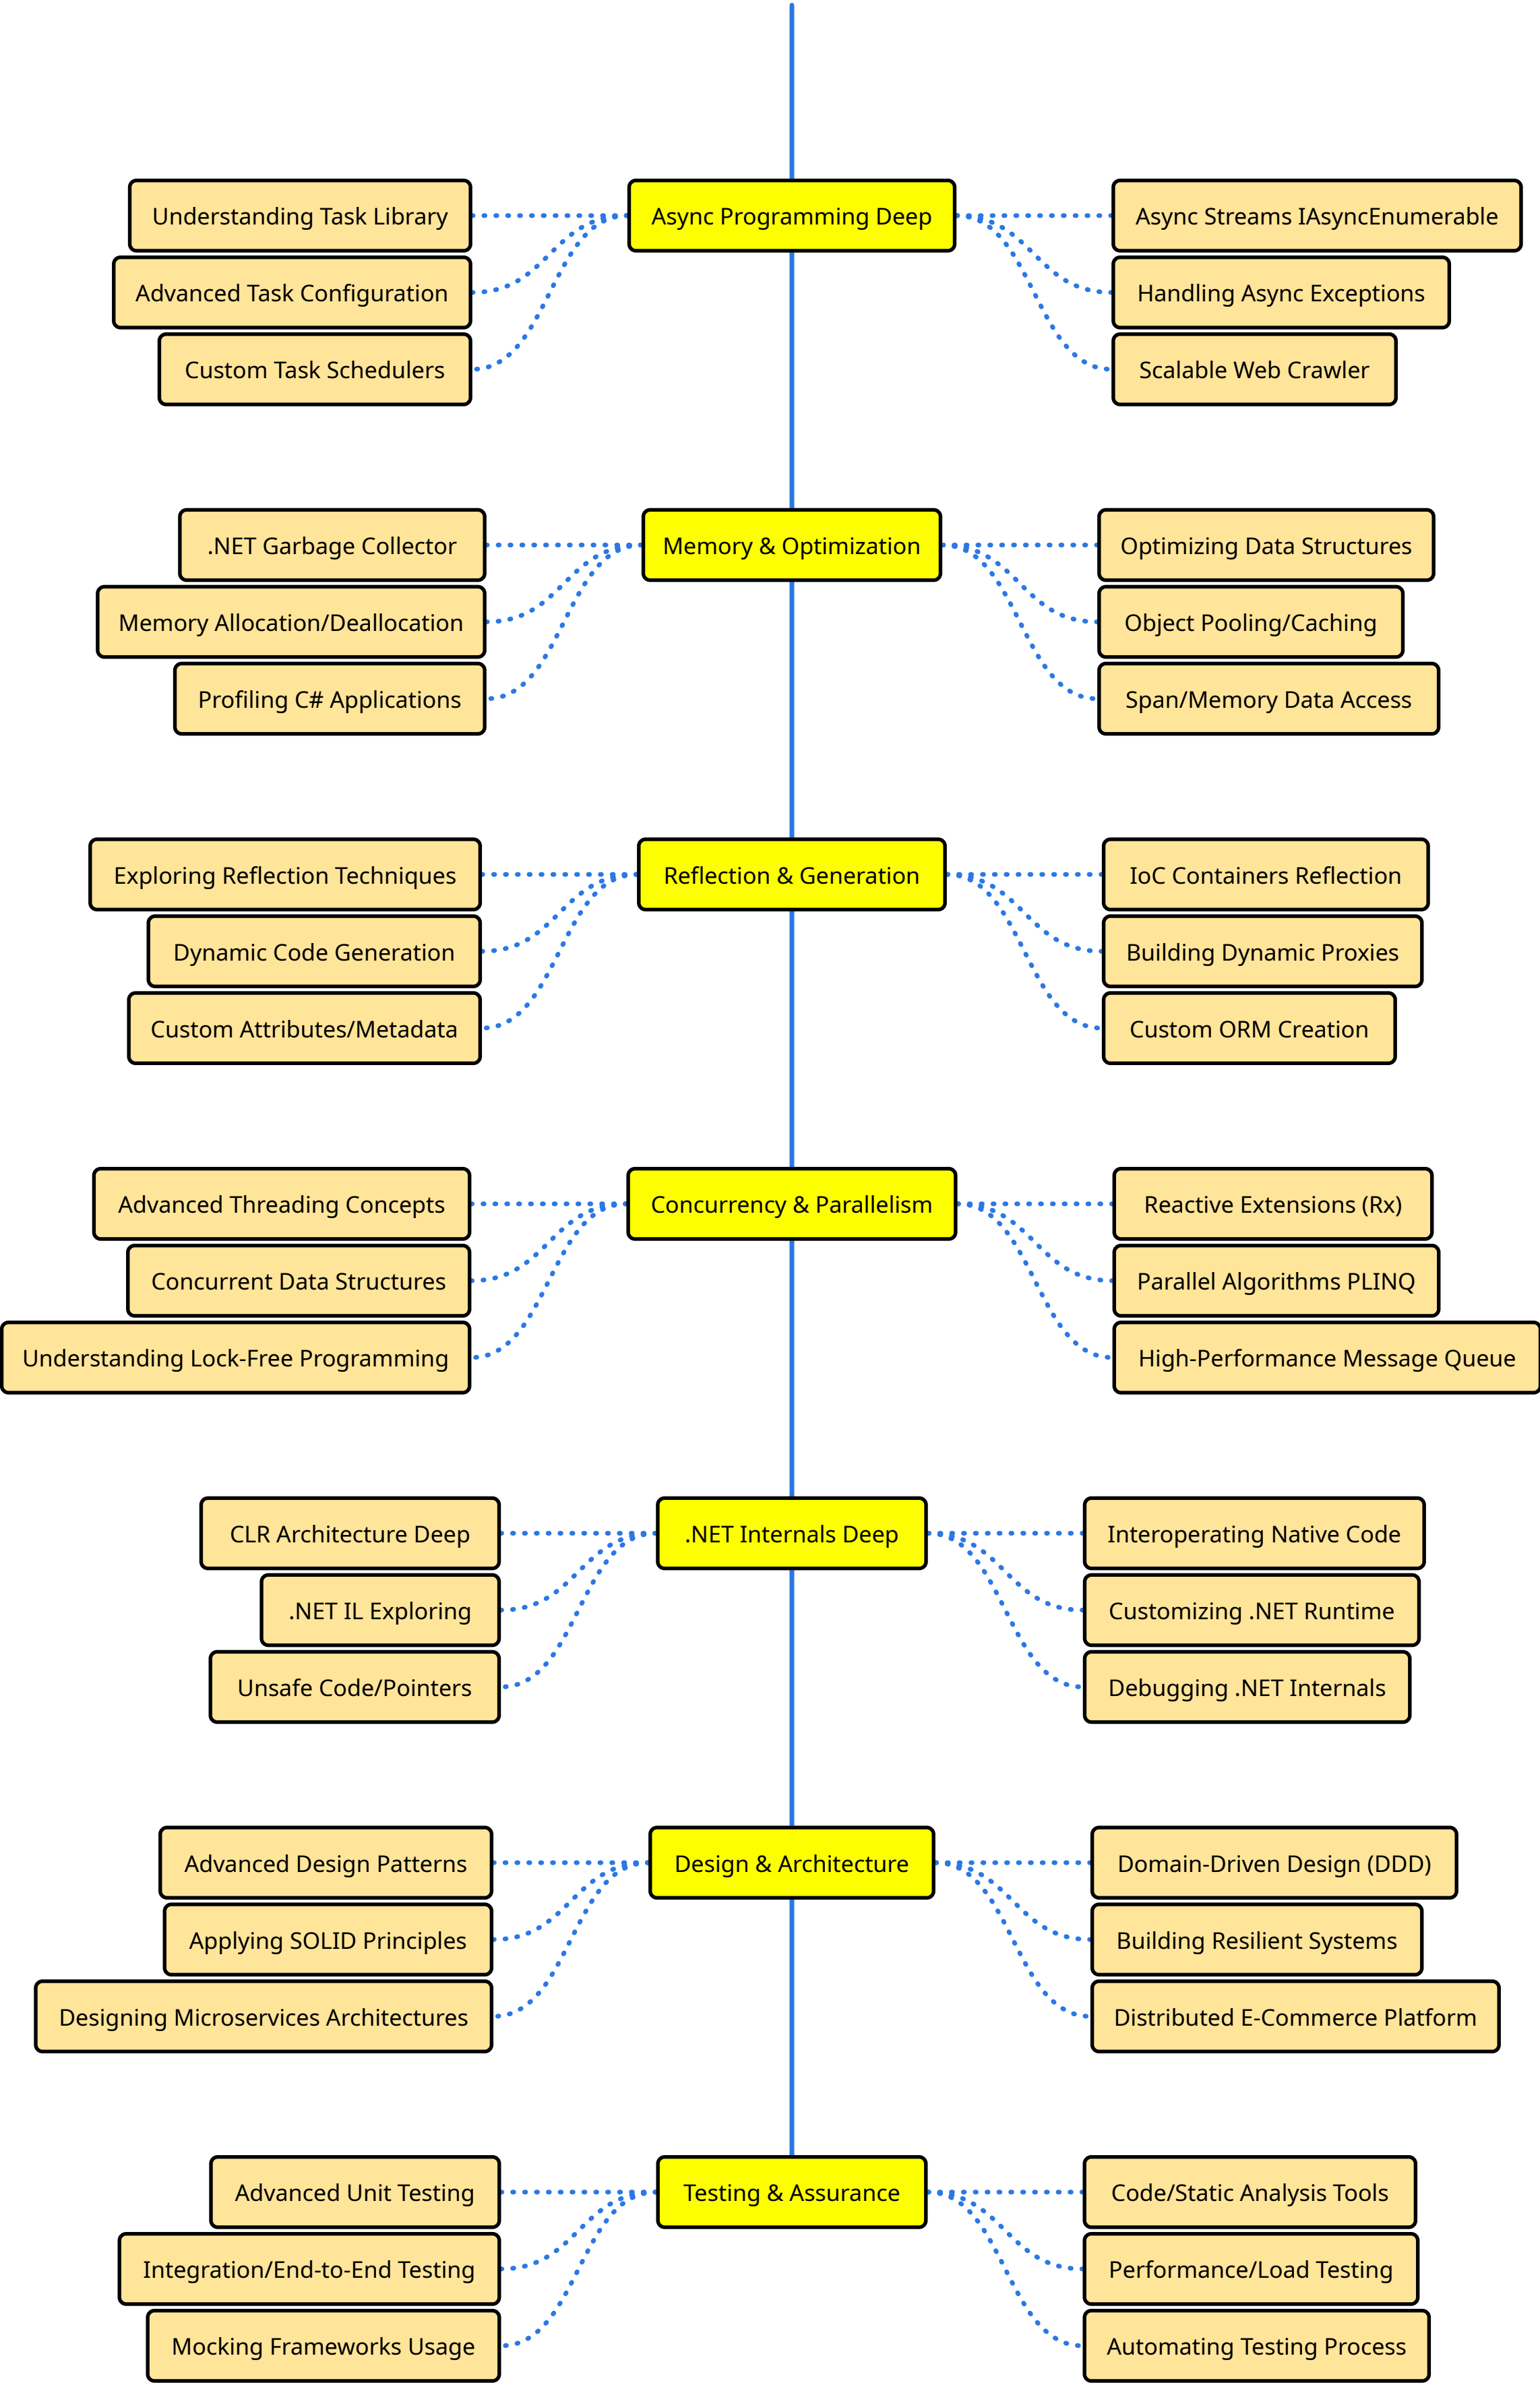 Understanding Task Library
Async Programming Deep
Async Streams IAsyncEnumerable
Advanced Task Configuration
Handling Async Exceptions
Custom Task Schedulers
Scalable Web Crawler
.NET Garbage Collector
Memory & Optimization
Optimizing Data Structures
Memory Allocation/Deallocation
Object Pooling/Caching
Profiling C# Applications
Span/Memory Data Access
Exploring Reflection Techniques
Reflection & Generation
IoC Containers Reflection
Dynamic Code Generation
Building Dynamic Proxies
Custom Attributes/Metadata
Custom ORM Creation
Advanced Threading Concepts
Concurrency & Parallelism
Reactive Extensions (Rx)
Concurrent Data Structures
Parallel Algorithms PLINQ
Understanding Lock-Free Programming
High-Performance Message Queue
CLR Architecture Deep
.NET Internals Deep
Interoperating Native Code
.NET IL Exploring
Customizing .NET Runtime
Unsafe Code/Pointers
Debugging .NET Internals
Advanced Design Patterns
Design & Architecture
Domain-Driven Design (DDD)
Applying SOLID Principles
Building Resilient Systems
Designing Microservices Architectures
Distributed E-Commerce Platform
Advanced Unit Testing
Testing & Assurance
Code/Static Analysis Tools
Integration/End-to-End Testing
Performance/Load Testing
Mocking Frameworks Usage
Automating Testing Process